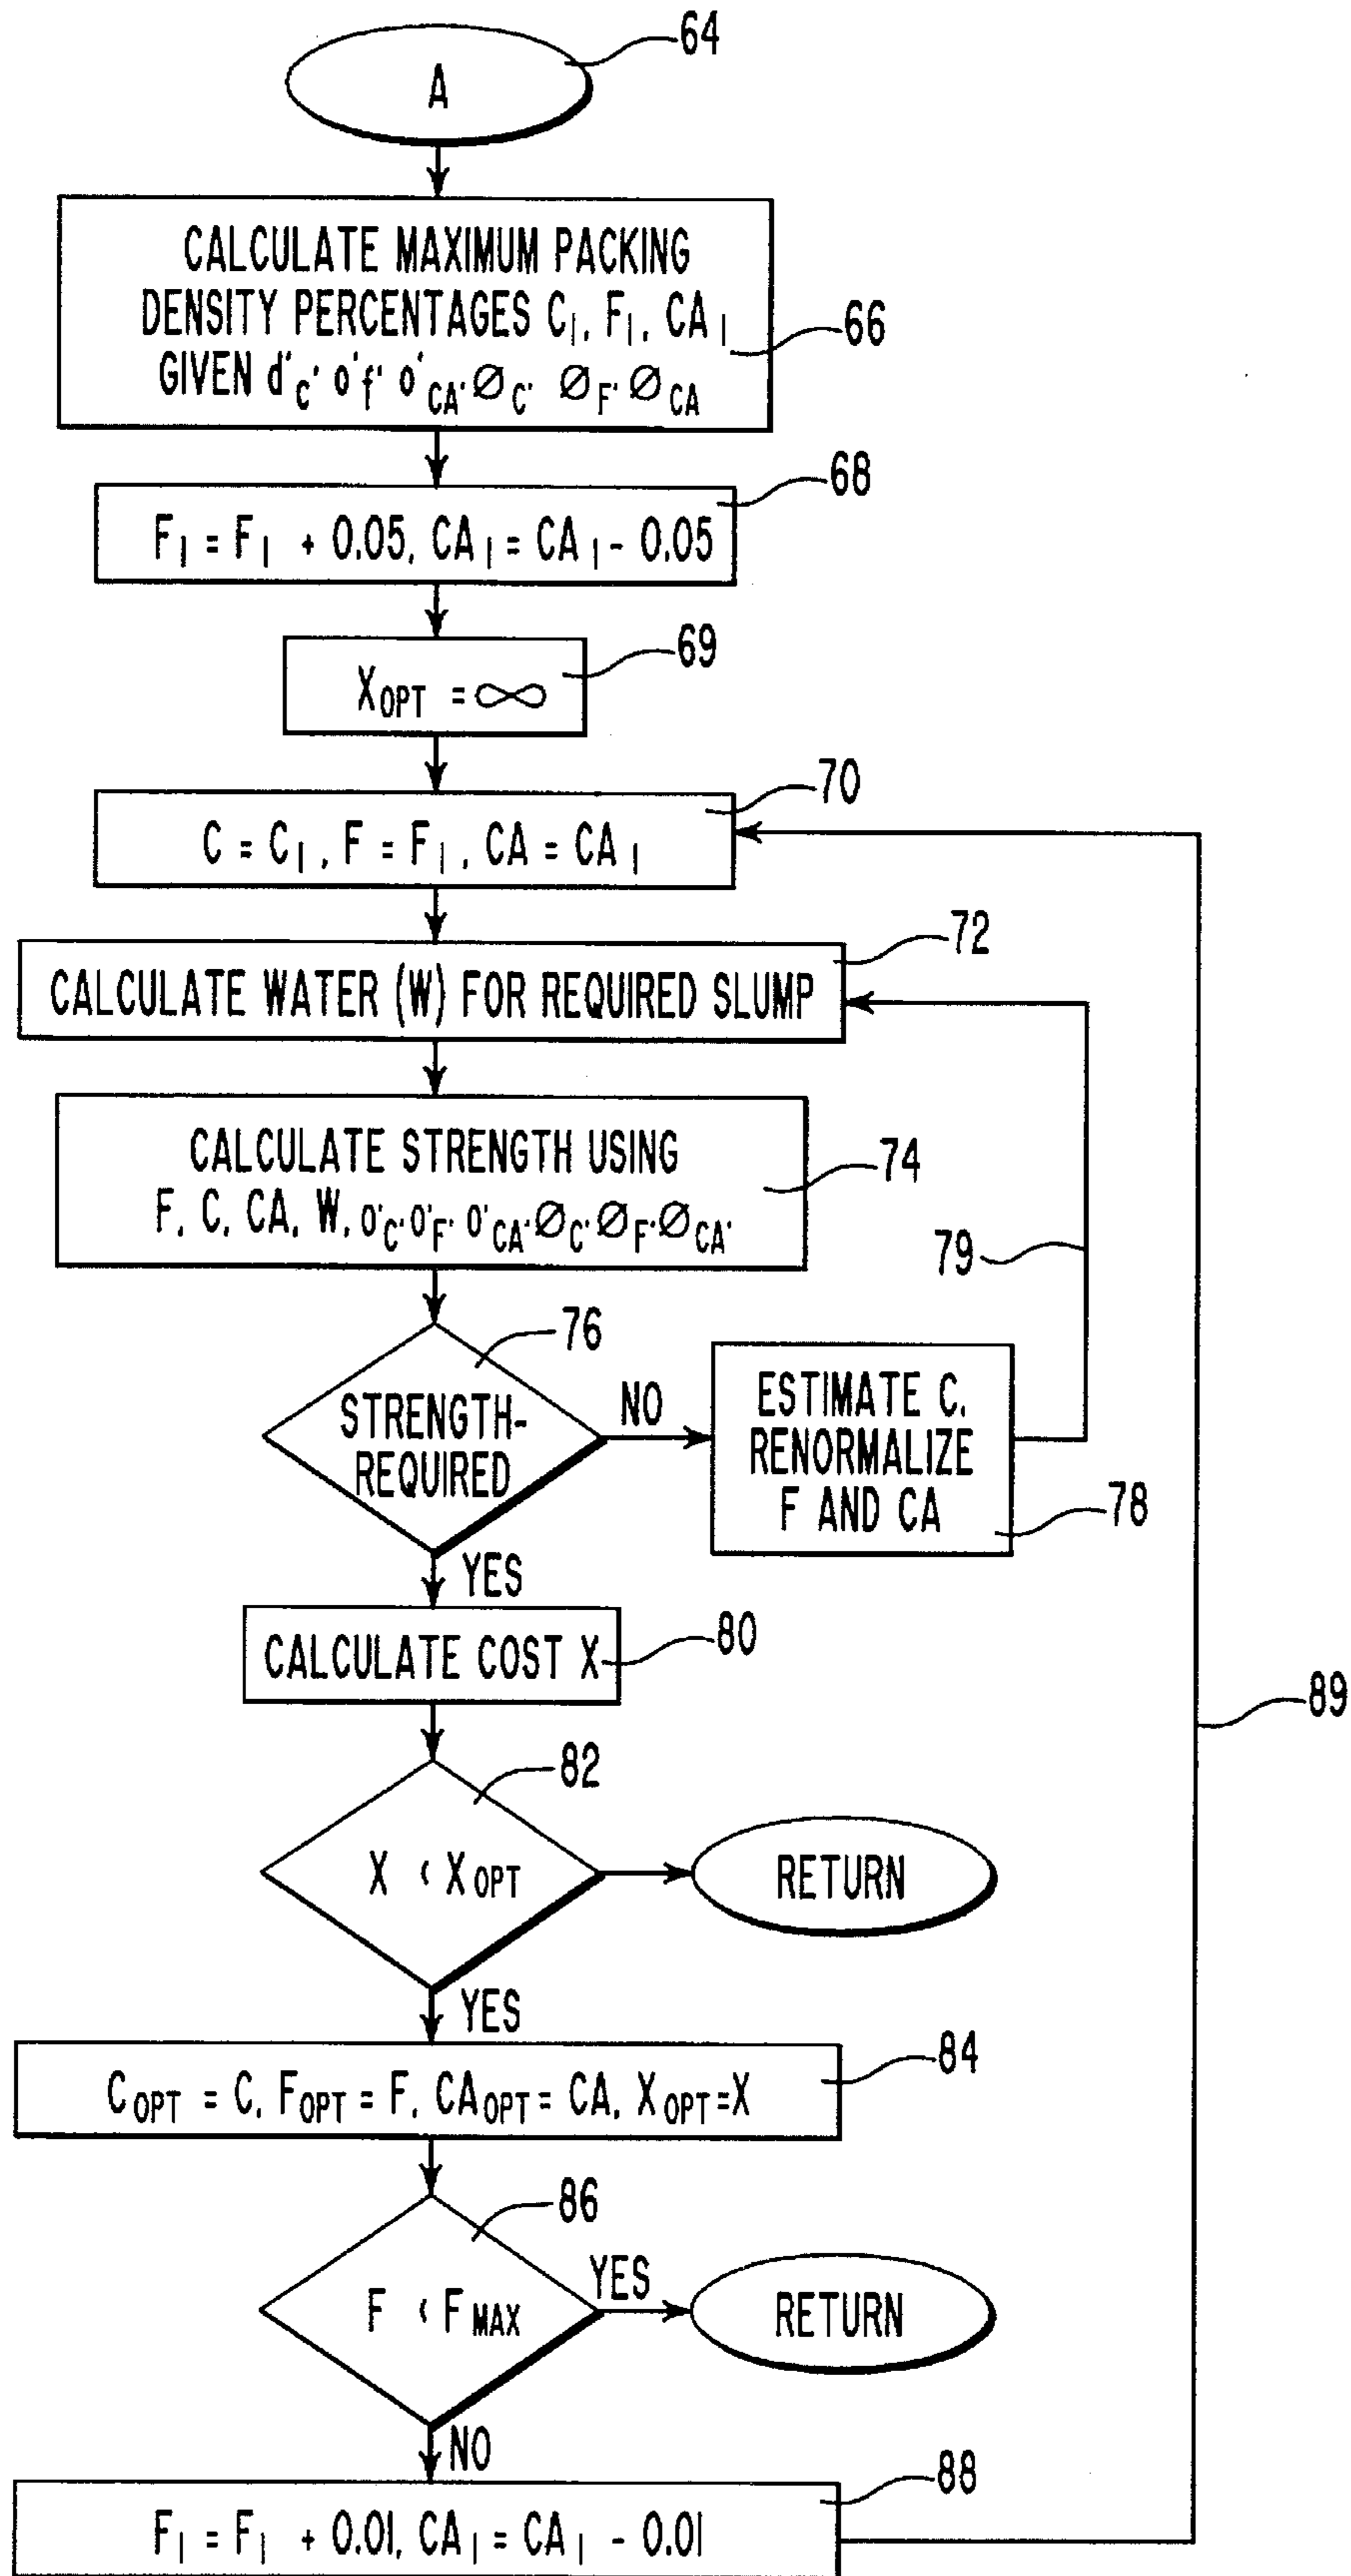 64
A
CALCULATE MAXIMUM PACKING
DENSITY PERCENTAGES C₁, F₁, CA₁
GIVEN d'C' o'f' o'CA' ØC' ØF' ØCA
66
68
F₁ = F₁ + 0.05, CA₁ = CA₁ - 0.05
69
XOPT = ∞
70
C = C₁, F = F₁, CA = CA₁
72
CALCULATE WATER (W) FOR REQUIRED SLUMP
CALCULATE STRENGTH USING
F, C, CA, W, o'C' o'F' o'CA' ØC' ØF' ØCA'
74
79
76
STRENGTH-
REQUIRED
NO
ESTIMATE C.
RENORMALIZE
F AND CA
78
YES
CALCULATE COST X
80
89
82
X < XOPT
RETURN
YES
84
COPT = C, FOPT = F, CAOPT = CA, XOPT = X
86
F < FMAX
YES
RETURN
NO
88
F₁ = F₁ + 0.01, CA₁ = CA₁ - 0.01